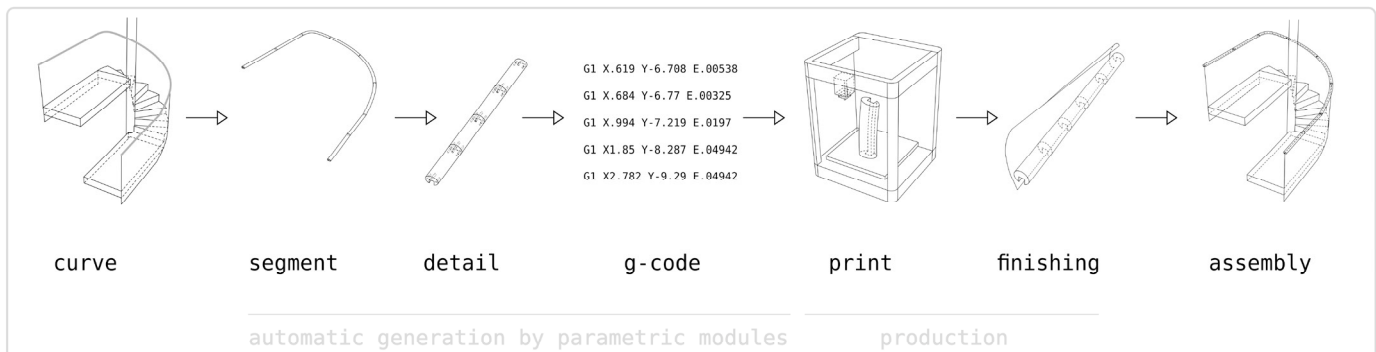 G1 X.619 Y-6.708 E.00538
G1 X.684 Y-6.77 E.00325
G1 X.994 Y-7.219 E.0197
G1 X1.85 Y-8.287 E.04942
G1 X2.782 Y-9.29 E.04942
curve
segment
detail
g-code
print
finishing
assembly
automatic generation by parametric modules
production